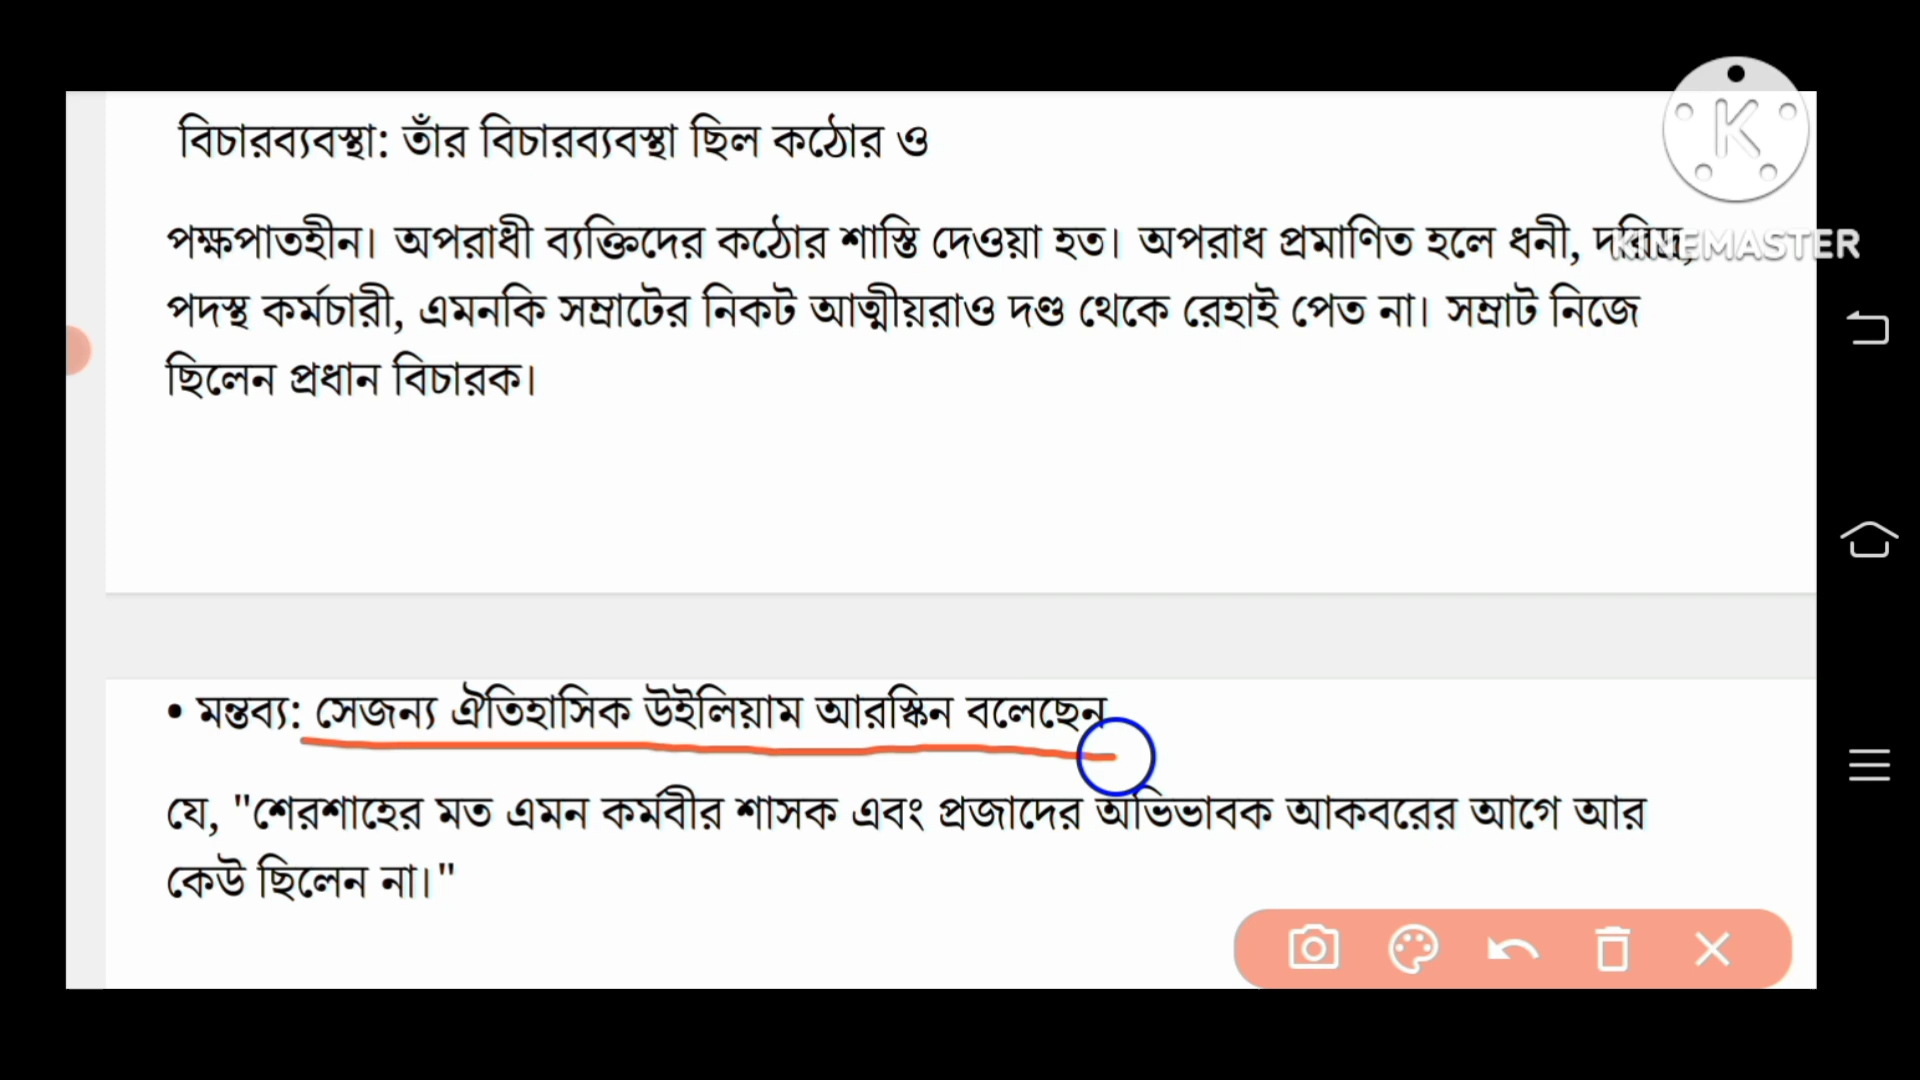 বিচারব্যবস্থা: তাঁর বিচারব্যবস্থা ছিল কঠোর ও
K
পক্ষপাতহীন। অপরাধী ব্যক্তিদের কঠোর শাস্তি দেওয়া হত। অপরাধ প্রমাণিত হলে ধনী, দরিদ্র,
KINEMASTER
পদস্থ কর্মচারী, এমনকি সম্রাটের নিকট আত্মীয়রাও দণ্ড থেকে রেহাই পেত না। সম্রাট নিজে
ছিলেন প্রধান বিচারক।
• মন্তব্য: সেজন্য ঐতিহাসিক উইলিয়াম আরস্কিন বলেছেন
যে, "শেরশাহের মত এমন কর্মবীর শাসক এবং প্রজাদের অভিভাবক আকবরের আগে আর
কেউ ছিলেন না।"